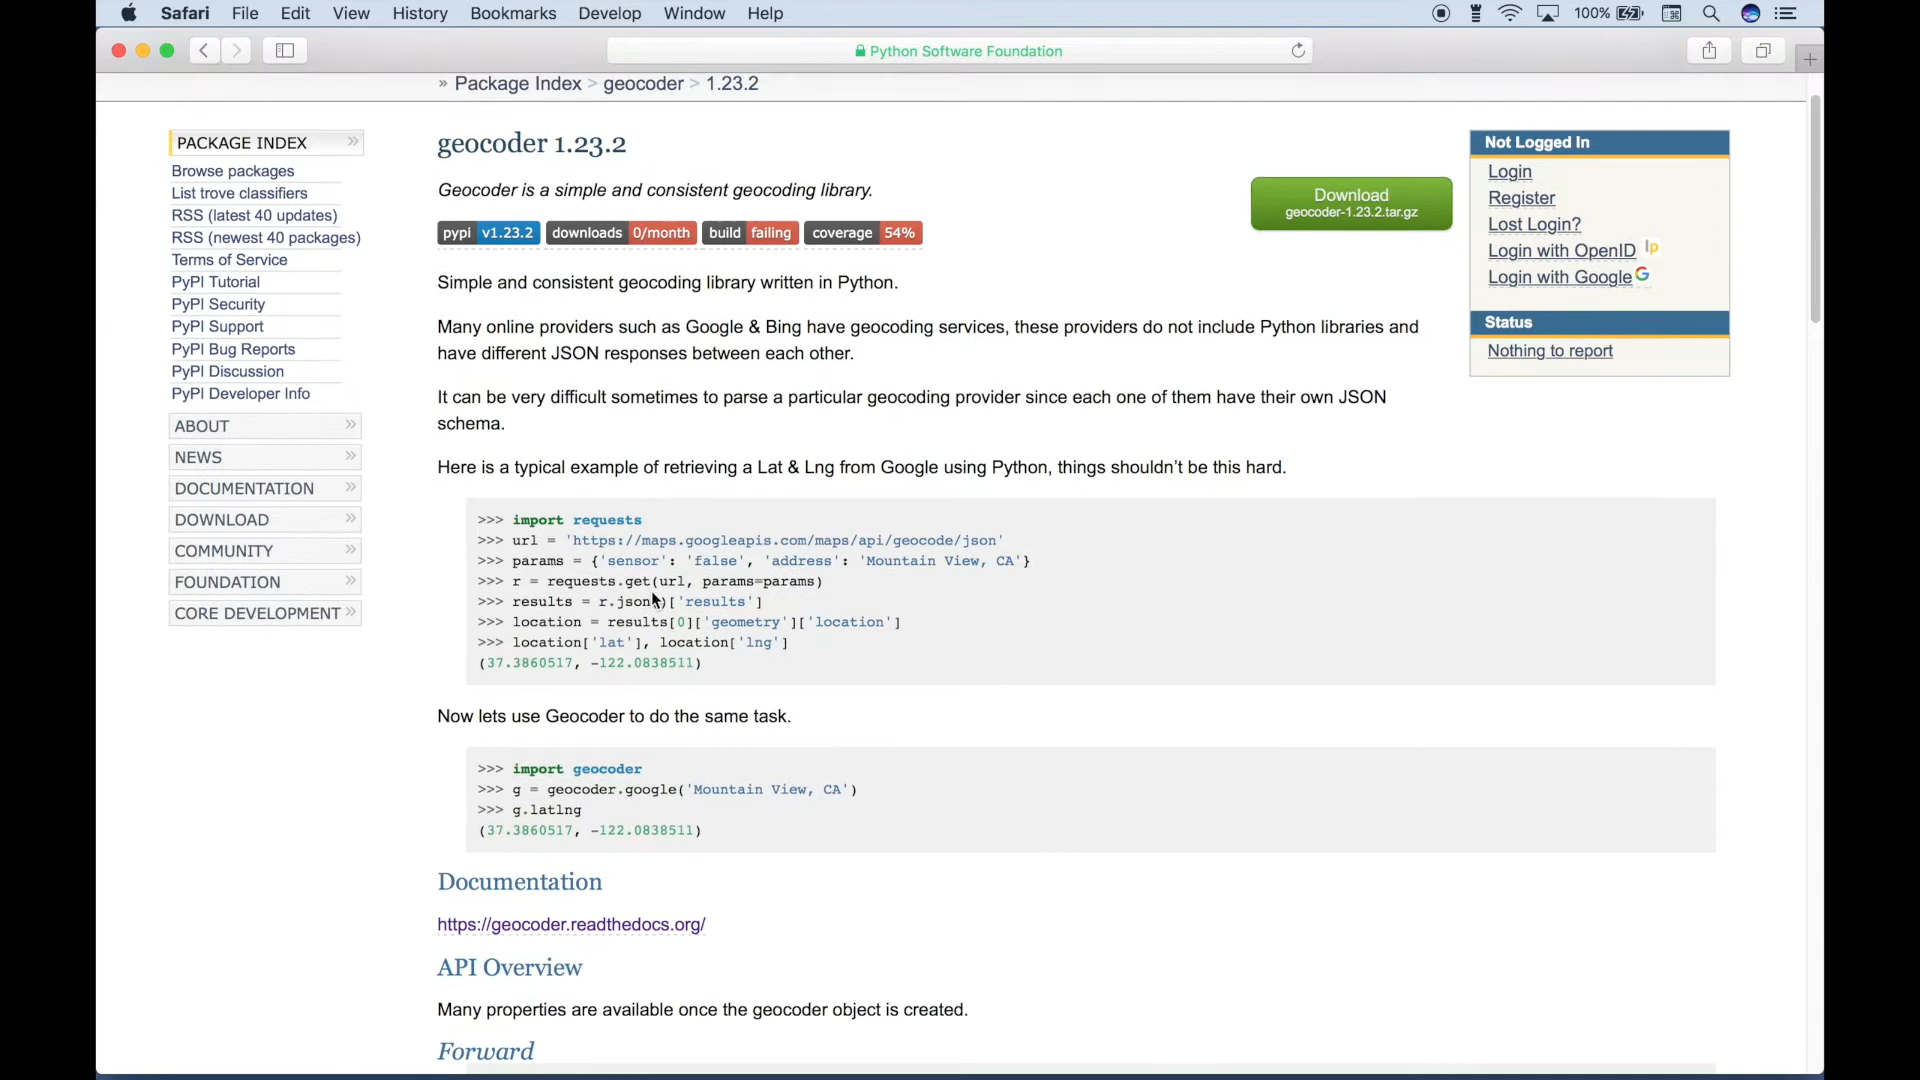 Safari File Edit View History Bookmarks Develop Window Help 100%
Python Software Foundation
» Package Index > geocoder > 1.23.2
PACKAGE INDEX »
Browse packages
List trove classifiers
RSS (latest 40 updates)
RSS (newest 40 packages)
Terms of Service
PyPI Tutorial
PyPI Security
PyPI Support
PyPI Bug Reports
PyPI Discussion
PyPI Developer Info
ABOUT »
NEWS »
DOCUMENTATION »
DOWNLOAD »
COMMUNITY »
FOUNDATION »
CORE DEVELOPMENT »
geocoder 1.23.2
Geocoder is a simple and consistent geocoding library.
pypi v1.23.2 downloads 0/month build failing coverage 54%
Download
geocoder-1.23.2.tar.gz
Simple and consistent geocoding library written in Python.
Many online providers such as Google & Bing have geocoding services, these providers do not include Python libraries and
have different JSON responses between each other.
It can be very difficult sometimes to parse a particular geocoding provider since each one of them have their own JSON
schema.
Here is a typical example of retrieving a Lat & Lng from Google using Python, things shouldn't be this hard.
>>> import requests
>>> url = 'https://maps.googleapis.com/maps/api/geocode/json'
>>> params = {'sensor': 'false', 'address': 'Mountain View, CA'}
>>> r = requests.get(url, params=params)
>>> results = r.json()['results']
>>> location = results[0]['geometry']['location']
>>> location['lat'], location['lng']
(37.3860517, -122.0838511)
Now lets use Geocoder to do the same task.
>>> import geocoder
>>> g = geocoder.google('Mountain View, CA')
>>> g.latlng
(37.3860517, -122.0838511)
Documentation
https://geocoder.readthedocs.org/
API Overview
Many properties are available once the geocoder object is created.
Forward
Not Logged In
Login
Register
Lost Login?
Login with OpenID
Login with Google
Status
Nothing to report